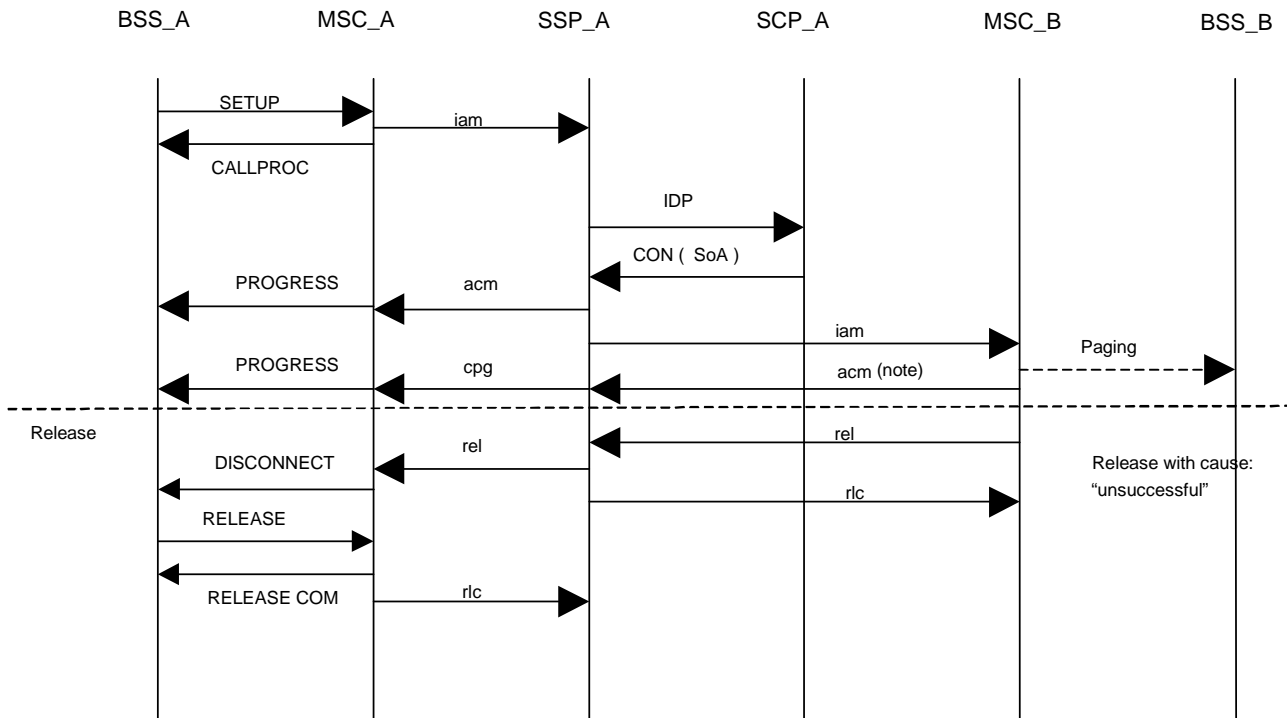 BSS_A MSC_A SSP_A SCP_A MSC_B BSS_B
SETUP
iam
CALLPROC
IDP
CON ( SoA )
PROGRESS
acm
iam
Paging
PROGRESS
cpg
acm (note)
Release
rel
rel
DISCONNECT
Release with cause:
“unsuccessful”
rlc
RELEASE
RELEASE COM
rlc